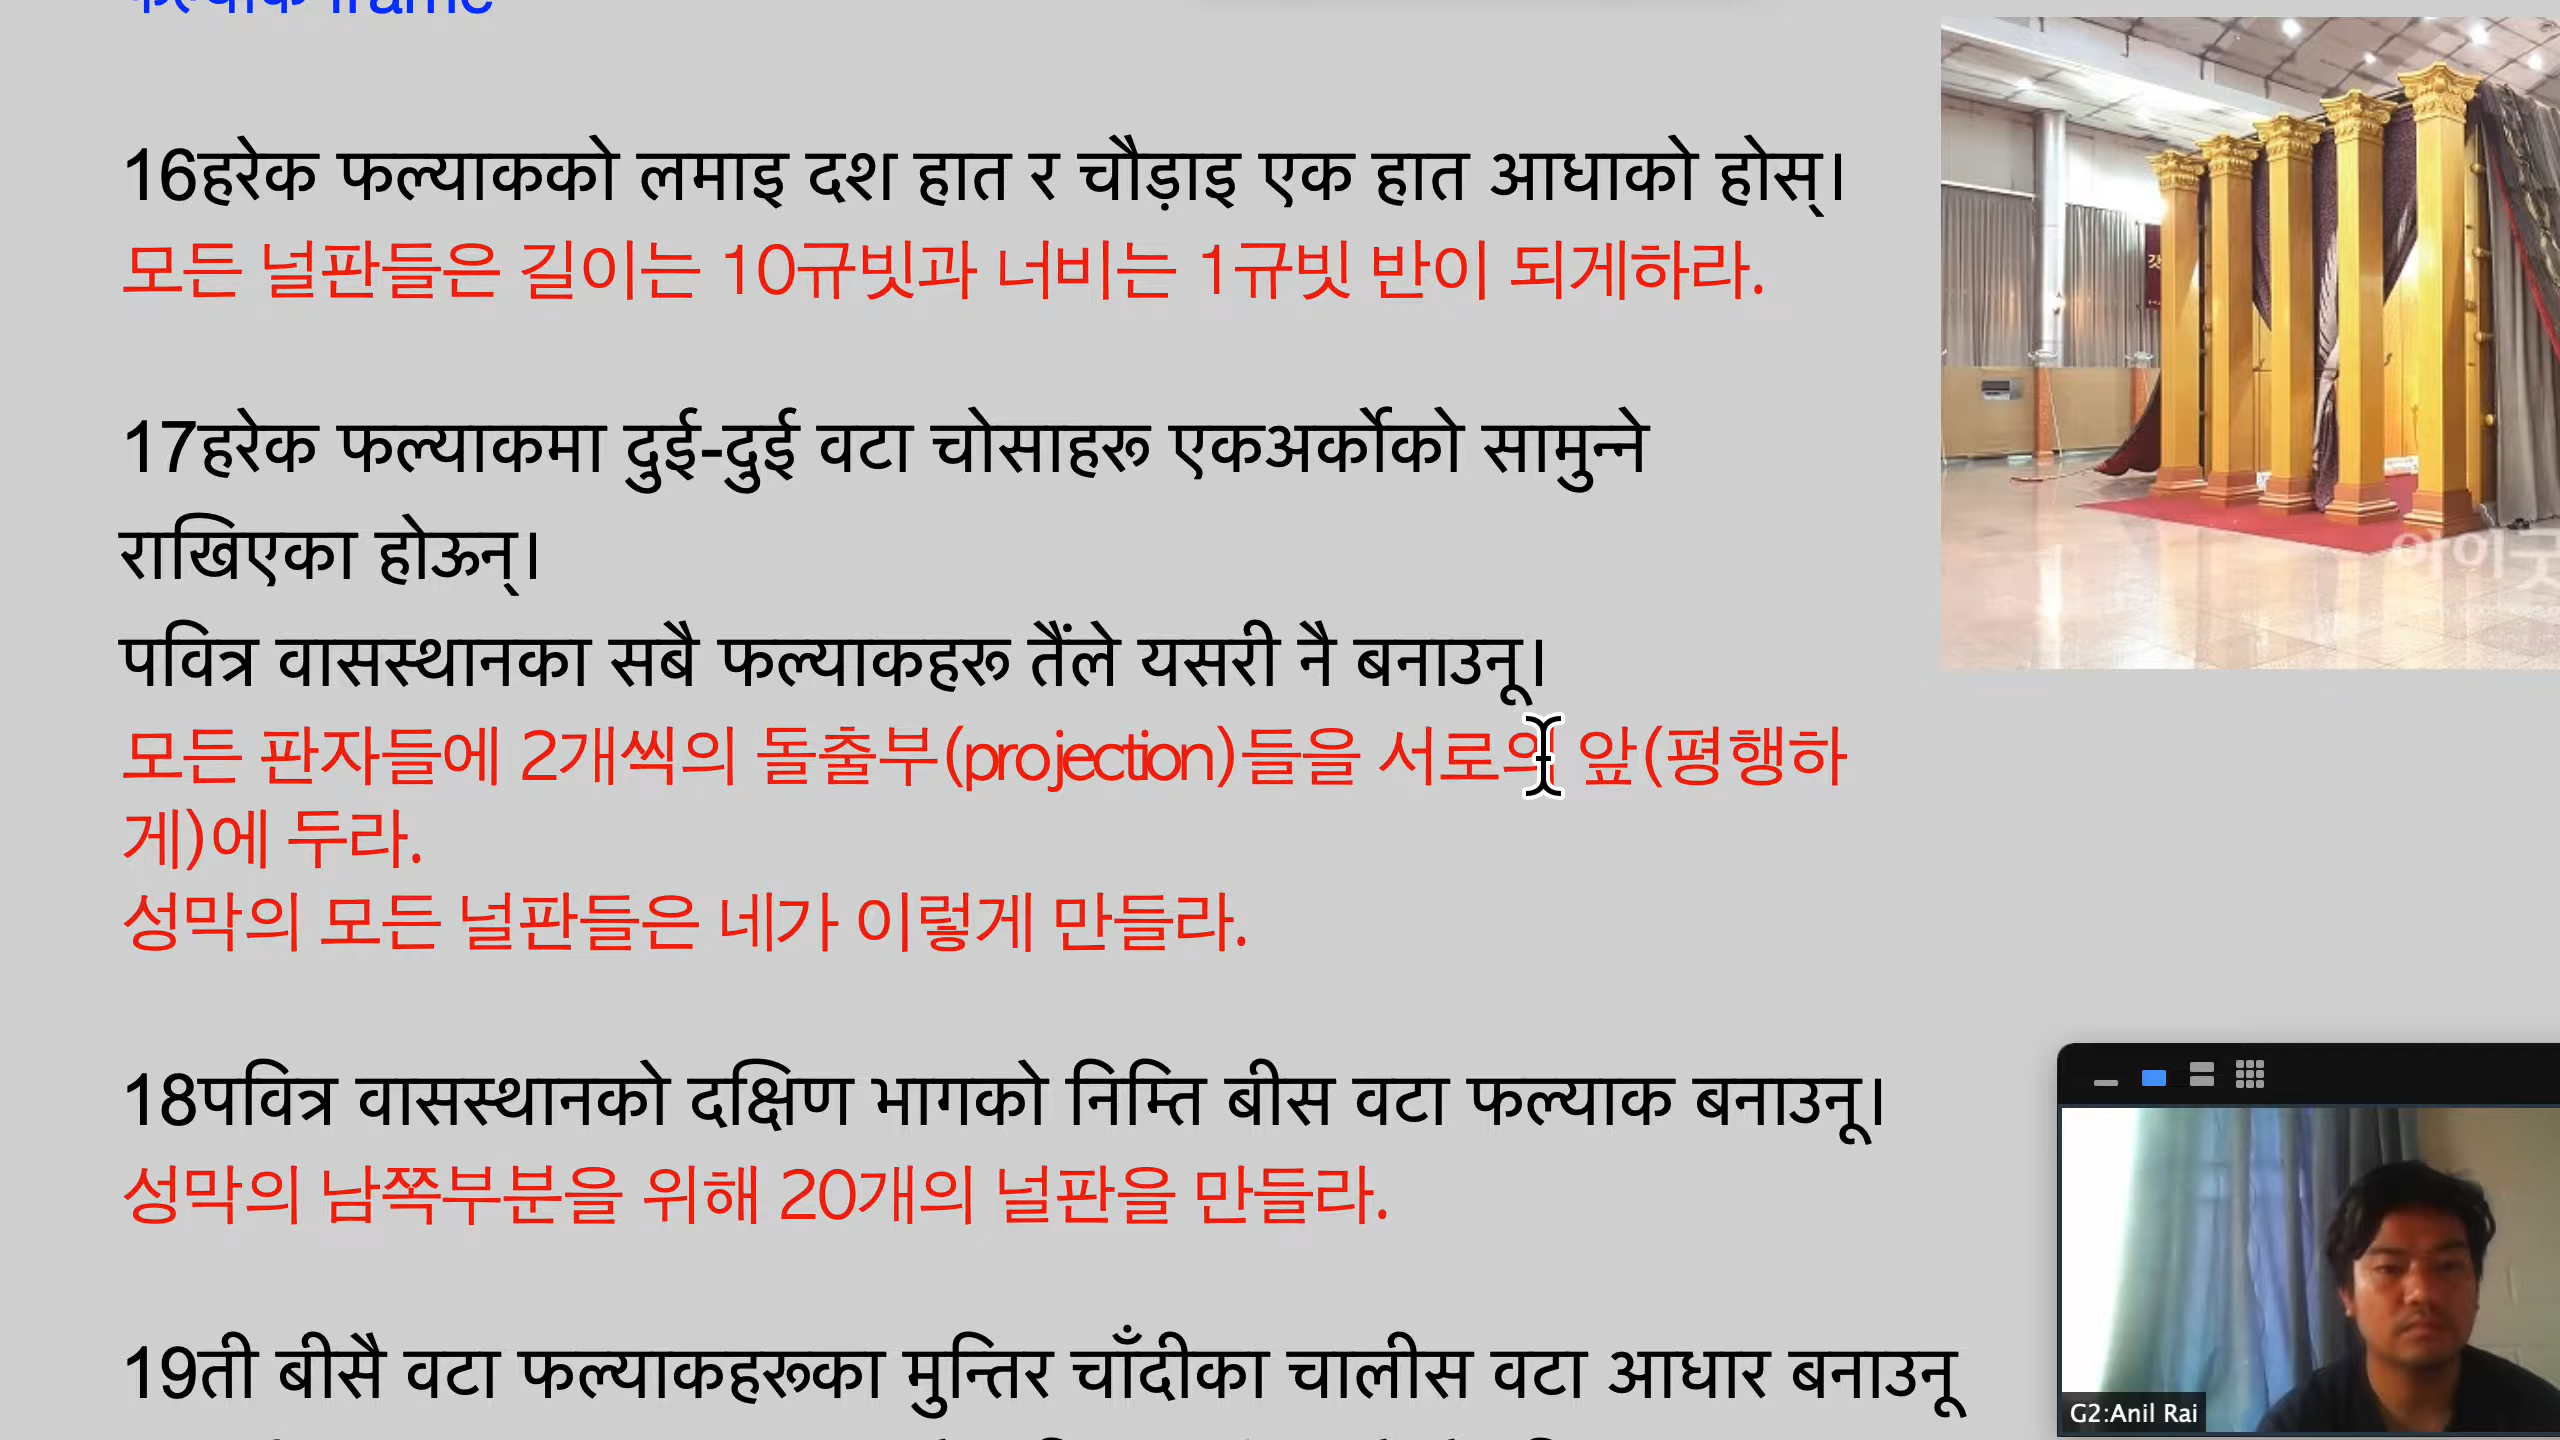 फल्याक frame
16हरेक फल्याकको लमाइ दश हात र चौड़ाइ एक हात आधाको होस्।
모든 널판들은 길이는 10규빗과 너비는 1규빗 반이 되게하라.
17हरेक फल्याकमा दुई-दुई वटा चोसाहरू एकअर्कोको सामुन्ने
राखिएका होऊन्।
पवित्र वासस्थानका सबै फल्याकहरू तैंले यसरी नै बनाउनू।
모든 판자들에 2개씩의 돌출부(projection)들을 서로의 앞(평행하
게)에 두라.
성막의 모든 널판들은 네가 이렇게 만들라.
18पवित्र वासस्थानको दक्षिण भागको निम्ति बीस वटा फल्याक बनाउनू।
성막의 남쪽부분을 위해 20개의 널판을 만들라.
19ती बीसै वटा फल्याकहरूका मुन्तिर चाँदीका चालीस वटा आधार बनाउनू
아이굿
G2:Anil Rai